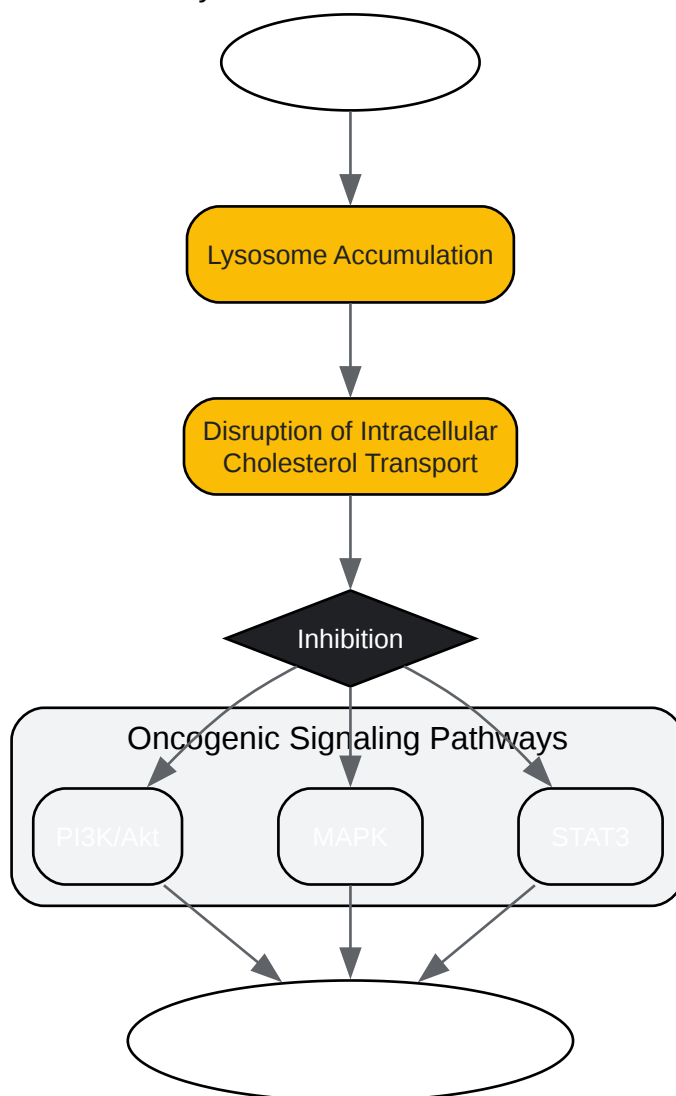 Lysosome Accumulation
Disruption of Intracellular
Cholesterol Transport
Inhibition
Oncogenic Signaling Pathways
PI3K/Akt
MAPK
STAT3